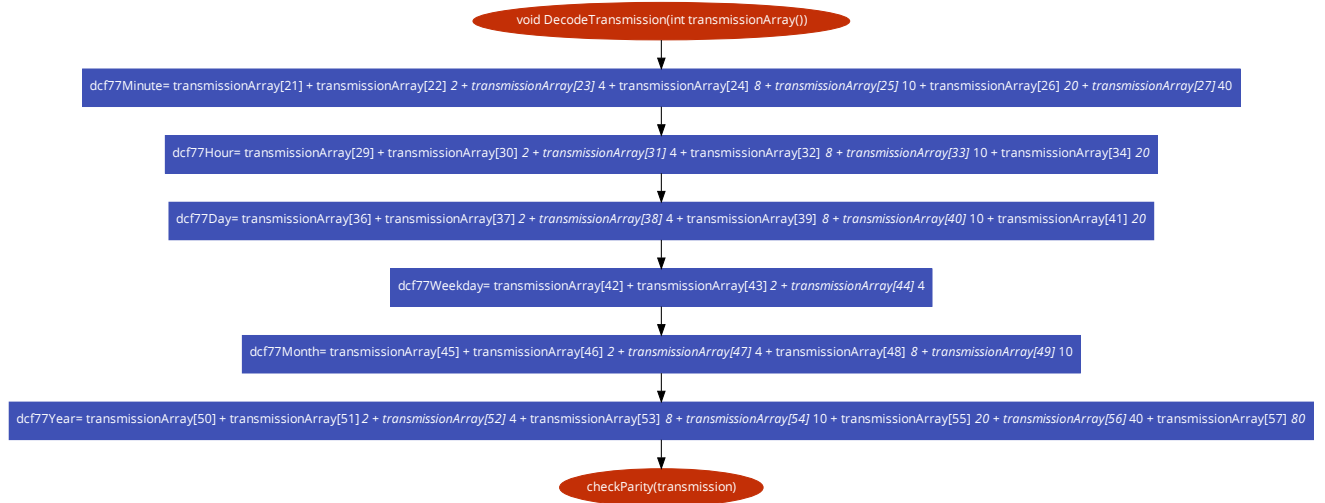 void DecodeTransmission(int transmissionArray())
dcf77Minute= transmissionArray[21] + transmissionArray[22] 2 + transmissionArray[23] 4 + transmissionArray[24] 8 + transmissionArray[25] 10 + transmissionArray[26] 20 + transmissionArray[27] 40
dcf77Hour= transmissionArray[29] + transmissionArray[30] 2 + transmissionArray[31] 4 + transmissionArray[32] 8 + transmissionArray[33] 10 + transmissionArray[34] 20
dcf77Day= transmissionArray[36] + transmissionArray[37] 2 + transmissionArray[38] 4 + transmissionArray[39] 8 + transmissionArray[40] 10 + transmissionArray[41] 20
dcf77Weekday= transmissionArray[42] + transmissionArray[43] 2 + transmissionArray[44] 4
dcf77Month= transmissionArray[45] + transmissionArray[46] 2 + transmissionArray[47] 4 + transmissionArray[48] 8 + transmissionArray[49] 10
dcf77Year= transmissionArray[50] + transmissionArray[51] 2 + transmissionArray[52] 4 + transmissionArray[53] 8 + transmissionArray[54] 10 + transmissionArray[55] 20 + transmissionArray[56] 40 + transmissionArray[57] 80
checkParity(transmission)